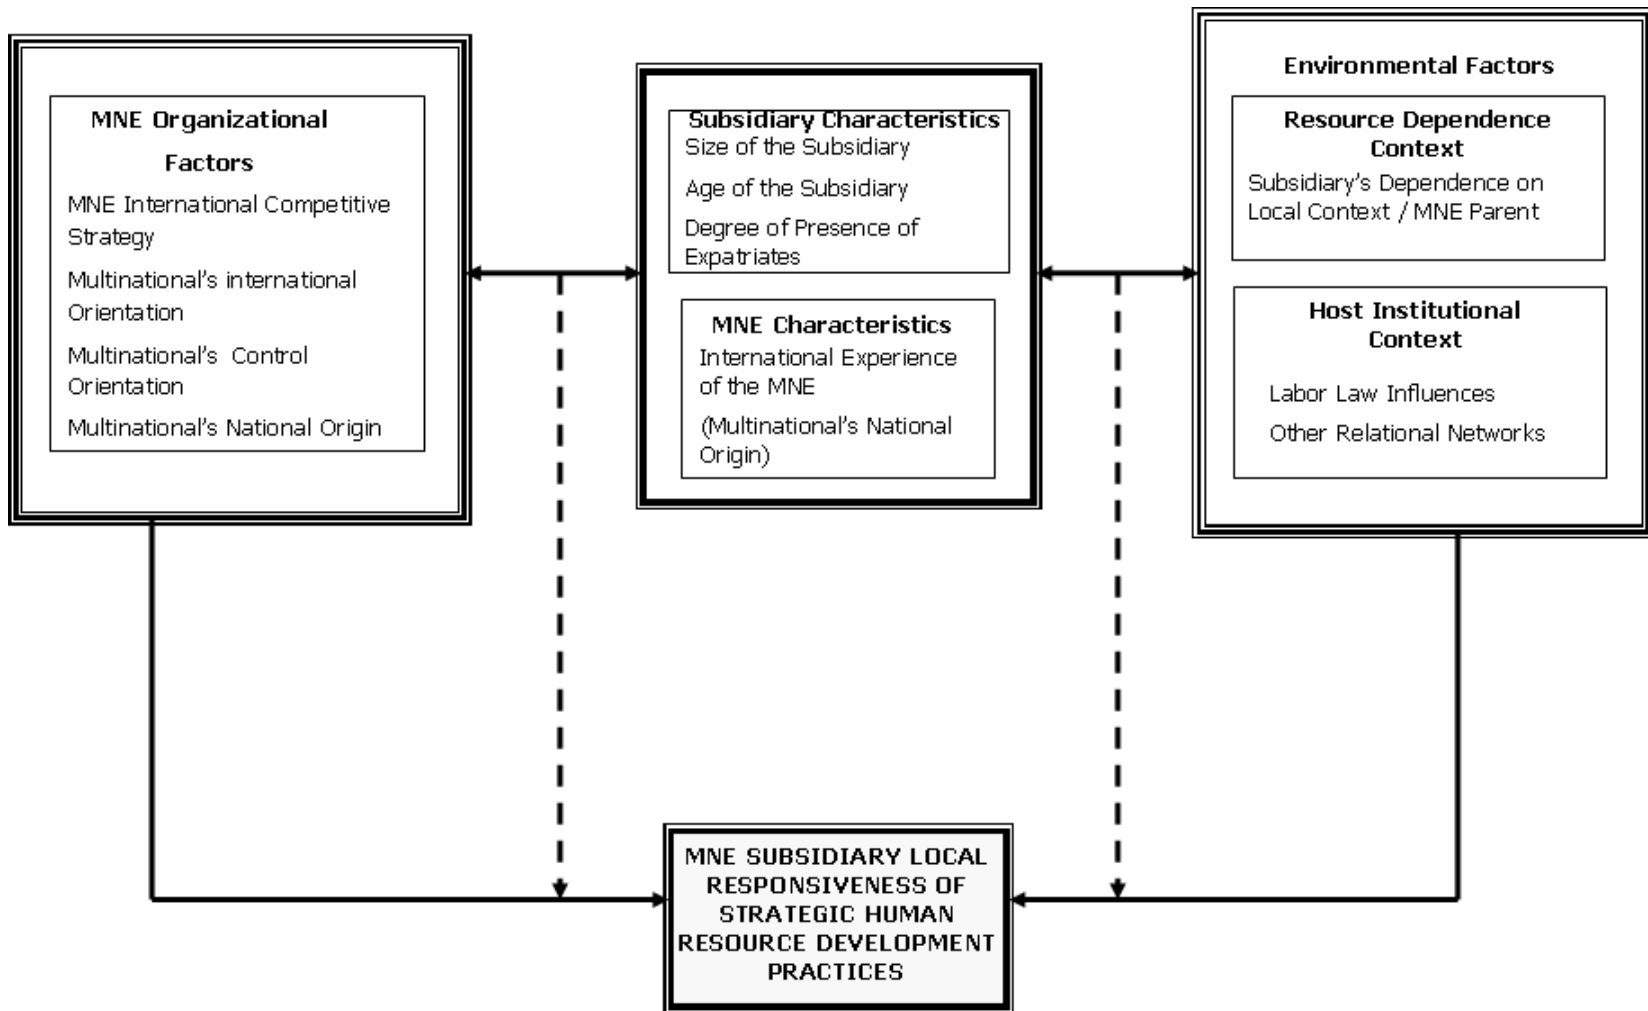 MNE Organizational
Factors
MNE International Competitive
Strategy
Multinational's international
Orientation
Multinational's Control
Orientation
Multinational's National Origin
Subsidiary Characteristics
Size of the Subsidiary
Age of the Subsidiary
Degree of Presence of
Expatriates
MNE Characteristics
International Experience
of the MNE
(Multinational's National
Origin)
Environmental Factors
Resource Dependence
Context
Subsidiary's Dependence on
Local Context / MNE Parent
Host Institutional
Context
Labor Law Influences
Other Relational Networks
MNE SUBSIDIARY LOCAL
RESPONSIVENESS OF
STRATEGIC HUMAN
RESOURCE DEVELOPMENT
PRACTICES